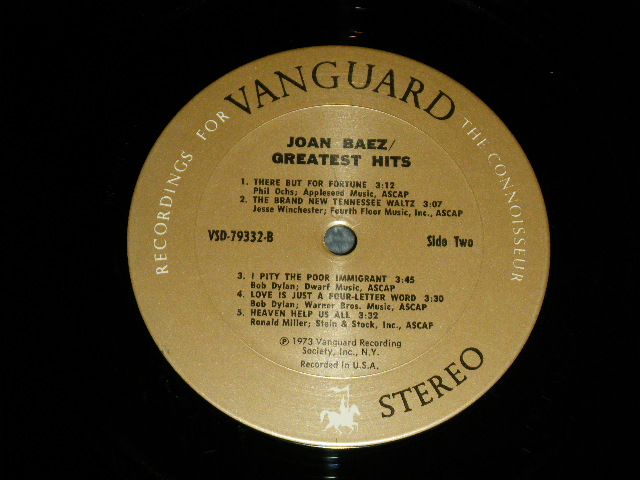 RECORDINGS FOR VANGUARD THE CONNOISSEUR
JOAN BAEZ/
GREATEST HITS
1. THERE BUT FOR FORTUNE 3:12
Phil Ochs; Appleseed Music, ASCAP
2. THE BRAND NEW TENNESSEE WALTZ 3:07
Jesse Winchester; Fourth Floor Music, Inc., ASCAP
VSD-79332-B
Side Two
3. I PITY THE POOR IMMIGRANT 3:45
Bob Dylan; Dwarf Music, ASCAP
4. LOVE IS JUST A FOUR-LETTER WORD 3:30
Bob Dylan; Warner Bros. Music, ASCAP
5. HEAVEN HELP US ALL 3:32
Ronald Miller; Stein & Stock, Inc., ASCAP
℗ 1973 Vanguard Recording
Society, Inc., N.Y.
Recorded in U.S.A.
STEREO